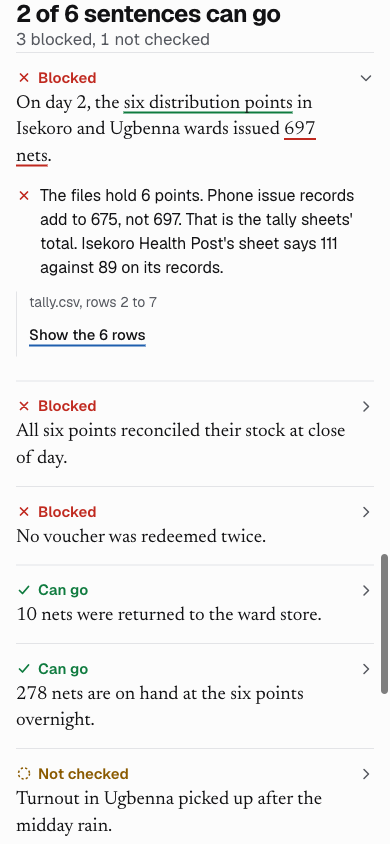 2 of 6 sentences can go
3 blocked, 1 not checked
Blocked
On day 2, the six distribution points in
Isekoro and Ugbenna wards issued 697
nets.
The files hold 6 points. Phone issue records
add to 675, not 697. That is the tally sheets'
total. Isekoro Health Post's sheet says 111
against 89 on its records.
tally.csv, rows 2 to 7
Show the 6 rows
Blocked
All six points reconciled their stock at close
of day.
Blocked
No voucher was redeemed twice.
Can go
10 nets were returned to the ward store.
Can go
278 nets are on hand at the six points
overnight.
Not checked
Turnout in Ugbenna picked up after the
midday rain.